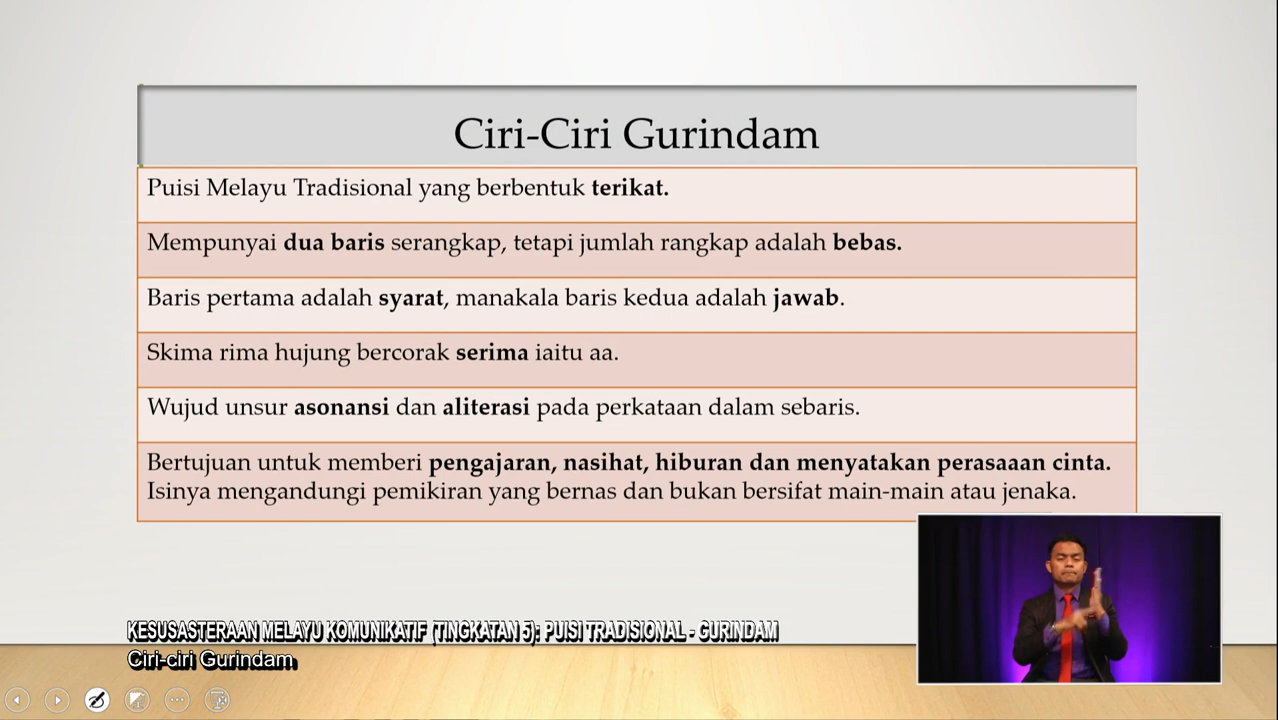 Ciri-Ciri Gurindam
Puisi Melayu Tradisional yang berbentuk terikat.
Mempunyai dua baris serangkap, tetapi jumlah rangkap adalah bebas.
Baris pertama adalah syarat, manakala baris kedua adalah jawab.
Skima rima hujung bercorak serima iaitu aa.
Wujud unsur asonansi dan aliterasi pada perkataan dalam sebaris.
Bertujuan untuk memberi pengajaran, nasihat, hiburan dan menyatakan perasaaan cinta.
Isinya mengandungi pemikiran yang bernas dan bukan bersifat main-main atau jenaka.
KESUSASTERAAN MELAYU KOMUNIKATIF (TINGKATAN 5): PUISI TRADISIONAL - GURINDAM
Ciri-ciri Gurindam